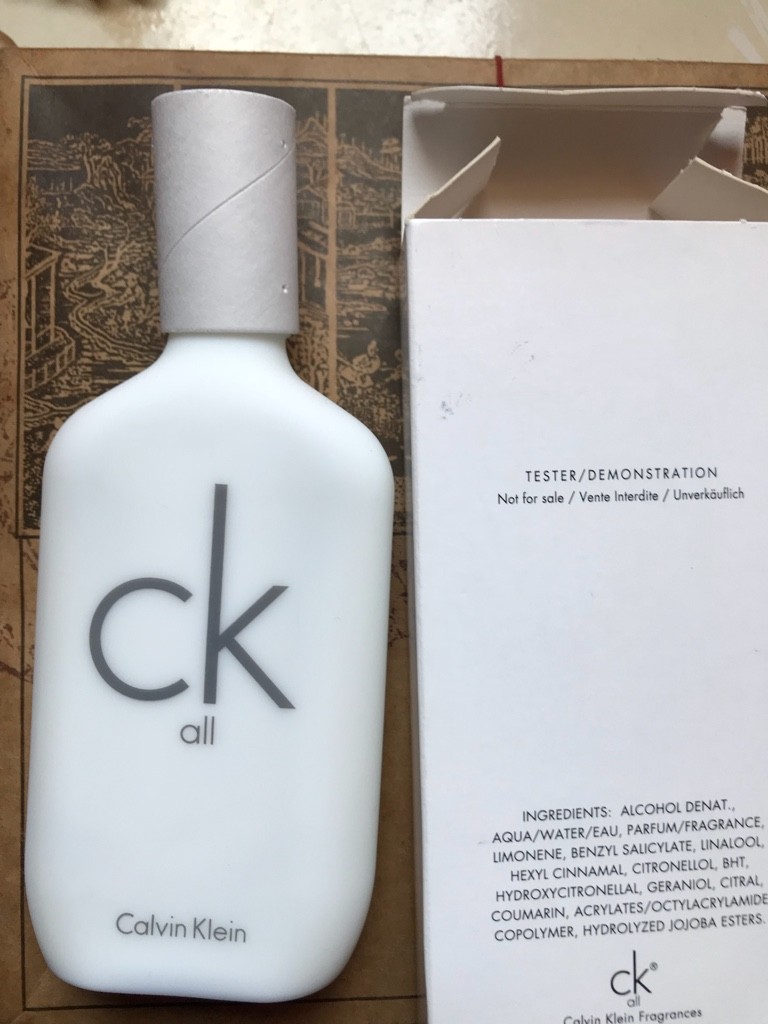 ck
all
Calvin Klein
TESTER/DEMONSTRATION
Not for sale / Vente Interdite / Unverkäuflich
INGREDIENTS: ALCOHOL DENAT.,
AQUA/WATER/EAU, PARFUM/FRAGRANCE,
LIMONENE, BENZYL SALICYLATE, LINALOOL,
HEXYL CINNAMAL, CITRONELLOL, BHT,
HYDROXYCITRONELLAL, GERANIOL, CITRAL,
COUMARIN, ACRYLATES/OCTYLACRYLAMIDE
COPOLYMER, HYDROLYZED JOJOBA ESTERS.
ck®
all
Calvin Klein Fragrances